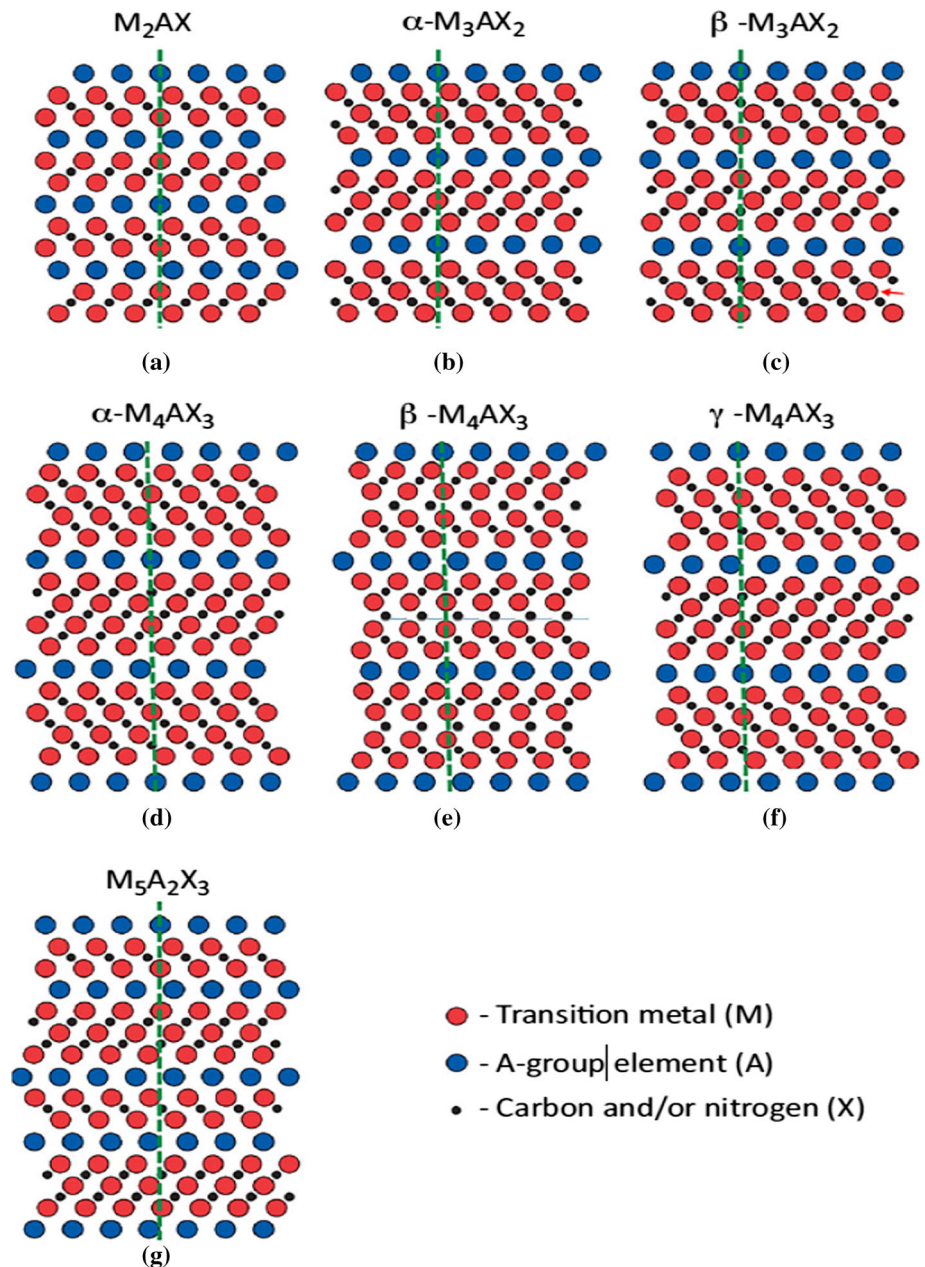 M₂AX
α-M₃AX₂
β -M₃AX₂
(a)
(b)
(c)
α-M₄AX₃
β -M₄AX₃
γ -M₄AX₃
(d)
(e)
(f)
M₅A₂X₃
- Transition metal (M)
- A-group element (A)
- Carbon and/or nitrogen (X)
(g)